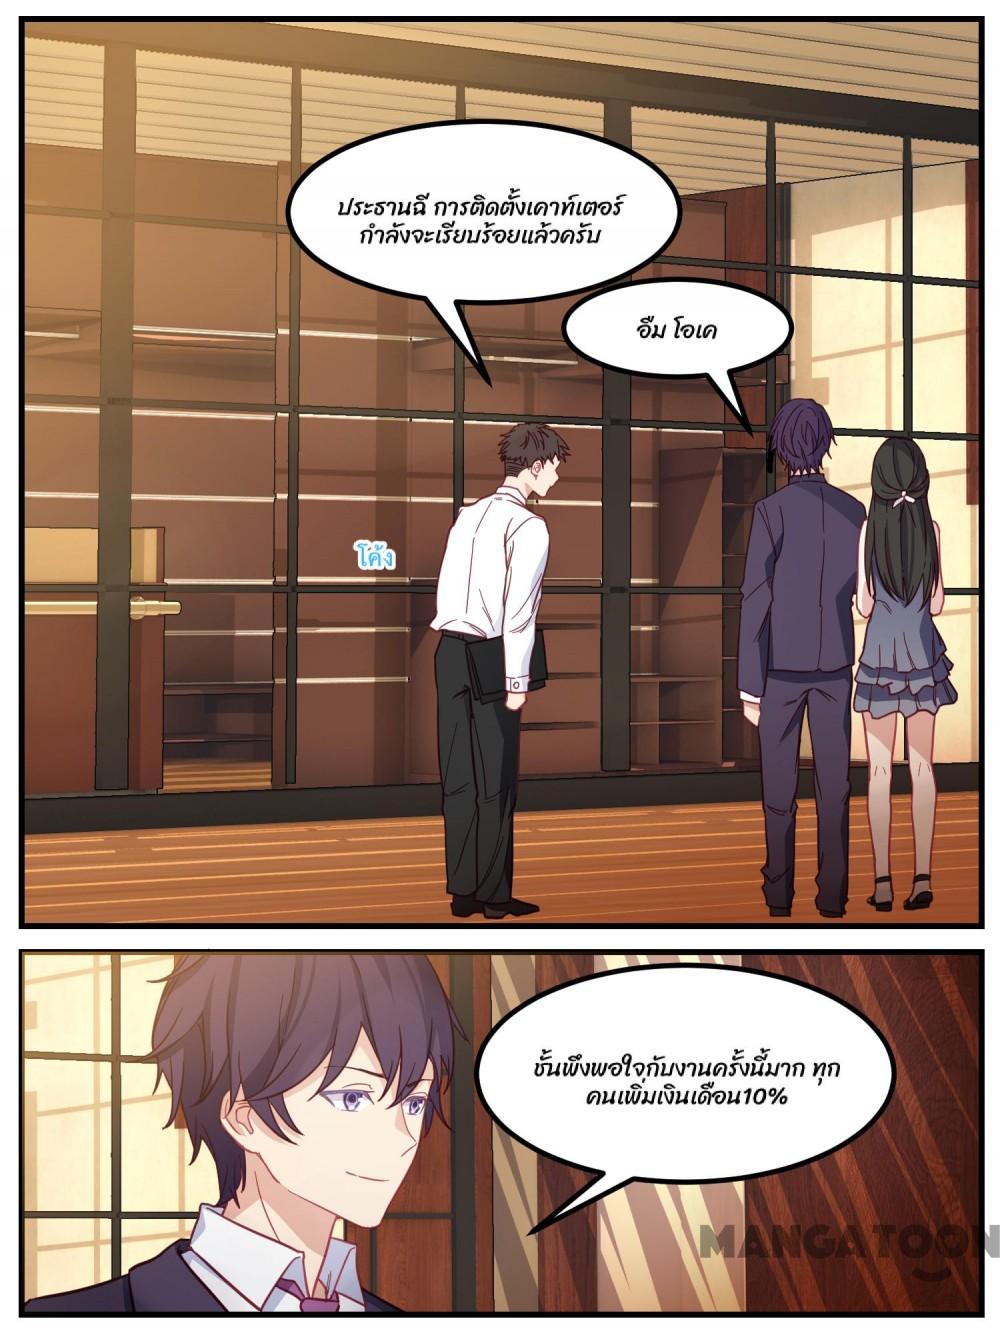 ประธานฉี การติดตั้งเคาท์เตอร์
กำลังจะเรียบร้อยแล้วครับ
อืม โอเค
โค้ง
ชั้นพึงพอใจกับงานครั้งนี้มาก ทุก
คนเพิ่มเงินเดือน10%
MANGATOON